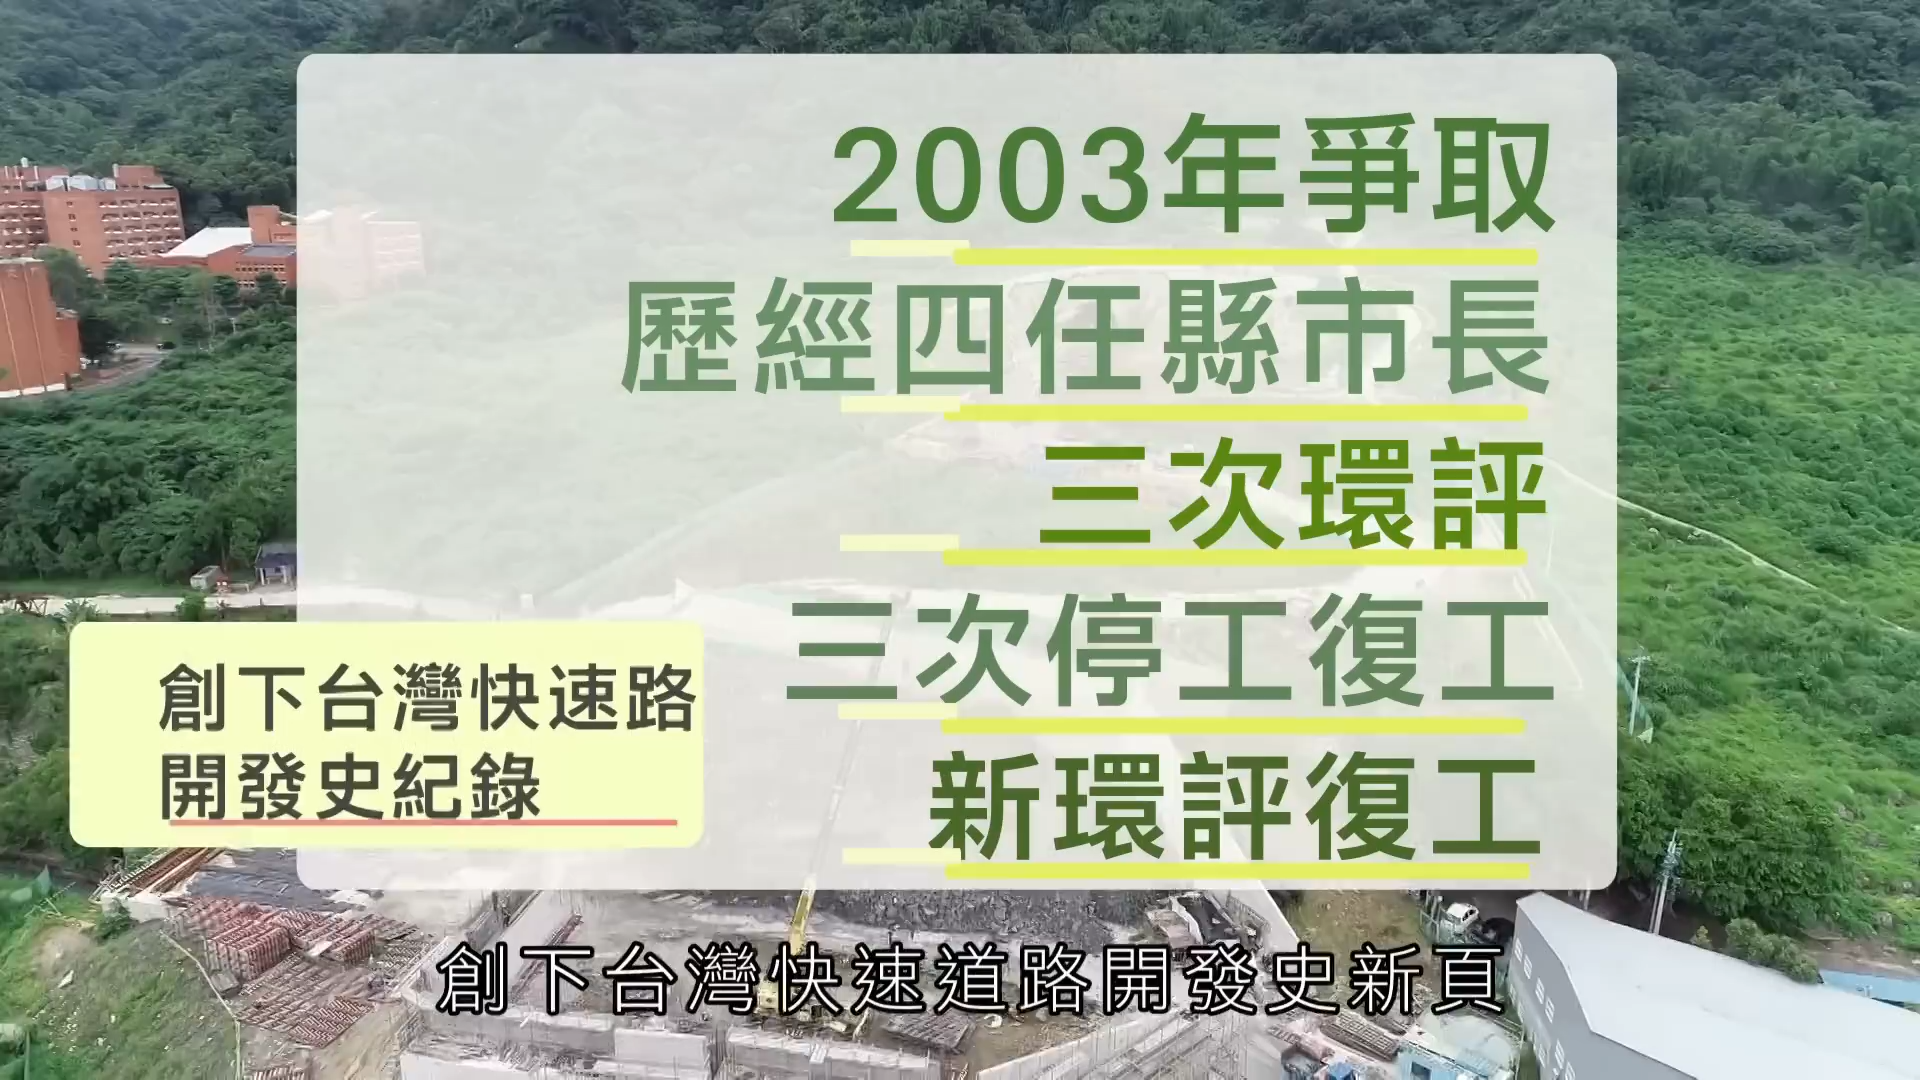 2003年爭取
歷經四任縣市長
三次環評
三次停工復工
新環評復工
創下台灣快速路
開發史紀錄
創下台灣快速道路開發史新頁